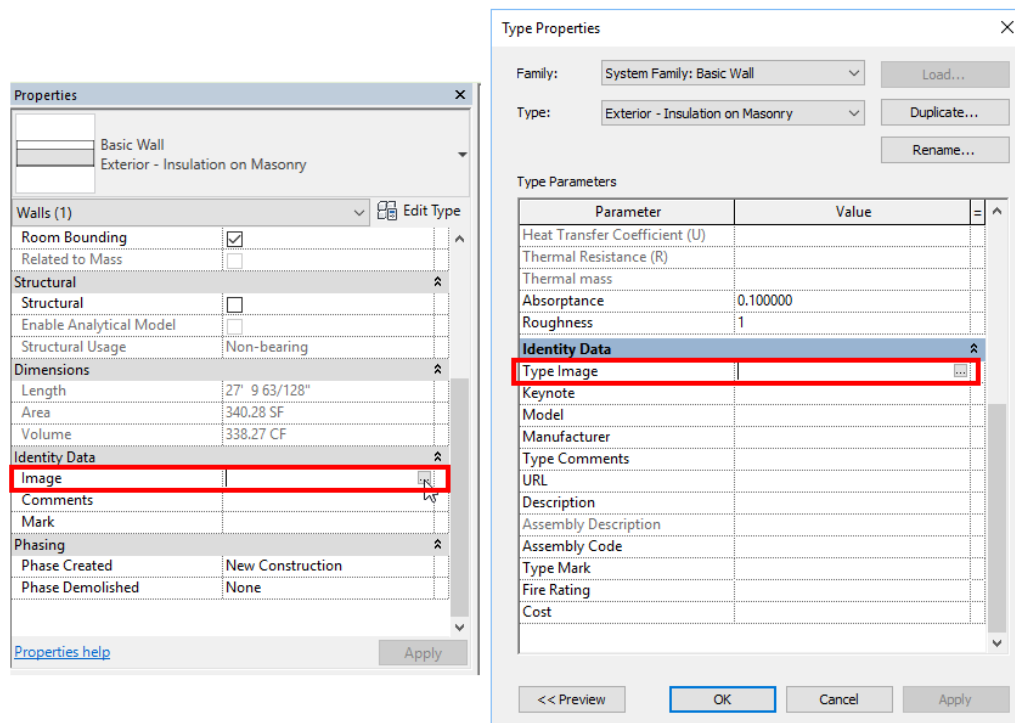 Properties
Basic Wall
Exterior - Insulation on Masonry
Walls (1)
Edit Type
Room Bounding
Related to Mass
Structural
Structural
Enable Analytical Model
Structural Usage Non-bearing
Dimensions
Length 27' 9 63/128"
Area 340.28 SF
Volume 338.27 CF
Identity Data
Image
Comments
Mark
Phasing
Phase Created New Construction
Phase Demolished None
Properties help
Apply
Type Properties
Family: System Family: Basic Wall Load...
Type: Exterior - Insulation on Masonry Duplicate...
Rename...
Type Parameters
Parameter Value =
Heat Transfer Coefficient (U)
Thermal Resistance (R)
Thermal mass
Absorptance 0.100000
Roughness 1
Identity Data
Type Image ...
Keynote
Model
Manufacturer
Type Comments
URL
Description
Assembly Description
Assembly Code
Type Mark
Fire Rating
Cost
<< Preview OK Cancel Apply